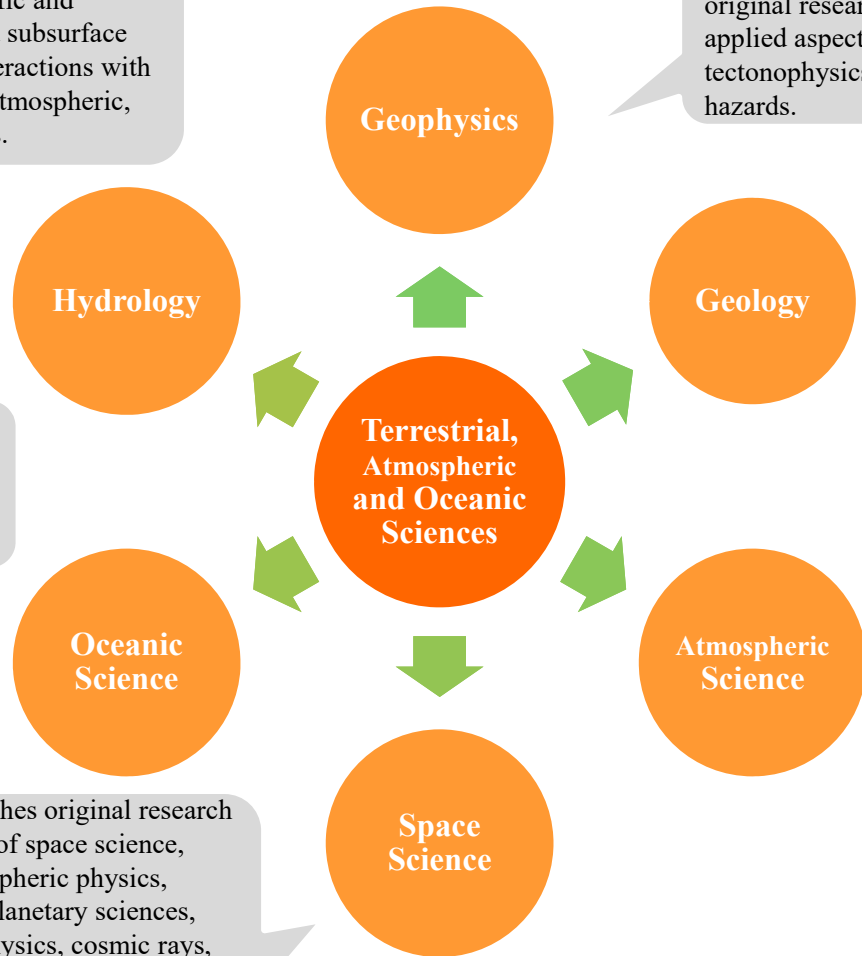 and
subsurface
eractions with
tmospheric,
original resear
applied aspect
tectonophysics
hazards.
Geophysics
Hydrology
Geology
Terrestrial,
Atmospheric
and Oceanic
Sciences
Oceanic
Science
Atmospheric
Science
Space
Science
hes original research
of space science,
pheric physics,
lanetary sciences,
ysics, cosmic rays,